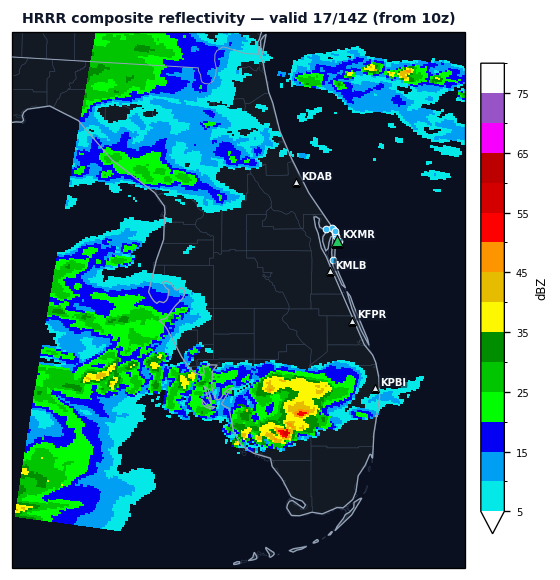 HRRR composite reflectivity — valid 17/14Z (from 10z)
KDAB
KXMR
KMLB
KFPR
KPBI
75
65
55
45
35
25
15
5
dBZ